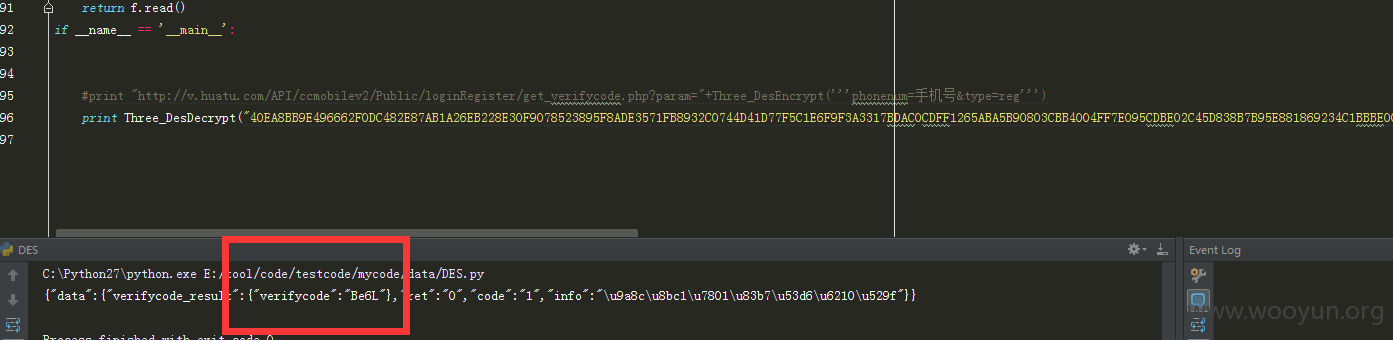 91 return f.read()
92 if __name__ == '__main__':
93
94
95 #print "http://v.huatu.com/API/ccmobilev2/Public/loginRegister/get_verifycode.php?param="+Three_DesEncrypt('''phonenum=手机号&type=reg''')
96 print Three_DesDecrypt("40EA8BB9E496662F0DC482E87AB1A26EB228E30F9078523895F8ADE3571FB8932C0744D41D77F5C1E6F9F3A3317BDAC0CDFF1265ABA5B90803CBB4004FF7E095CDBE02C45D838B7B95E881869234C1BBBE00
97
DES
Event Log
C:\Python27\python.exe E:/tool/code/testcode/mycode/data/DES.py
{"data":{"verifycode_result":{"verifycode":"Be6L"},"ret":"0","code":"1","info":"\u9a8c\u8bc1\u7801\u83b7\u53d6\u6210\u529f"}}
www.wooyun.org
Process finished with exit code 0